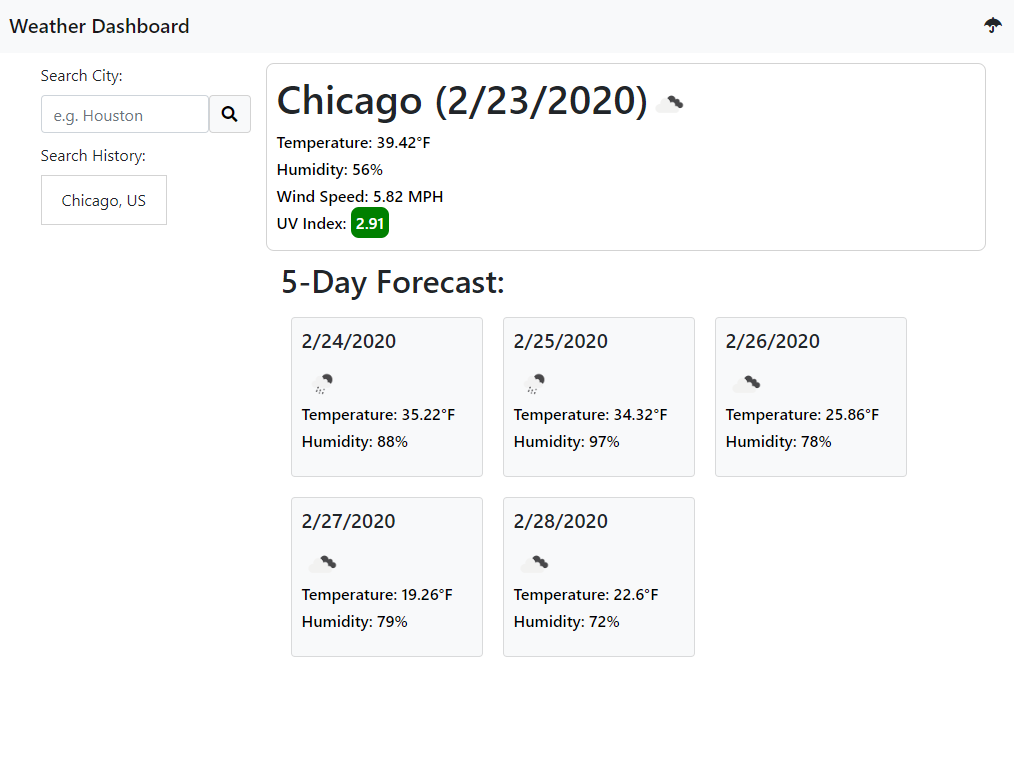 Weather Dashboard
Search City:
e.g. Houston
Search History:
Chicago, US
Chicago (2/23/2020)
Temperature: 39.42°F
Humidity: 56%
Wind Speed: 5.82 MPH
UV Index: 2.91
5-Day Forecast:
2/24/2020
Temperature: 35.22°F
Humidity: 88%
2/25/2020
Temperature: 34.32°F
Humidity: 97%
2/26/2020
Temperature: 25.86°F
Humidity: 78%
2/27/2020
Temperature: 19.26°F
Humidity: 79%
2/28/2020
Temperature: 22.6°F
Humidity: 72%